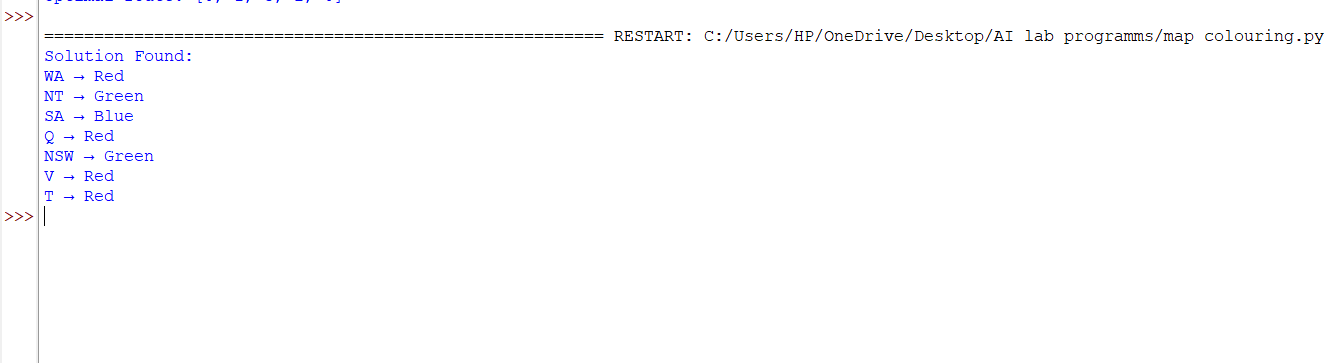 >>>
======================================================== RESTART: C:/Users/HP/OneDrive/Desktop/AI lab programms/map colouring.py
Solution Found:
WA → Red
NT → Green
SA → Blue
Q → Red
NSW → Green
V → Red
T → Red
>>>